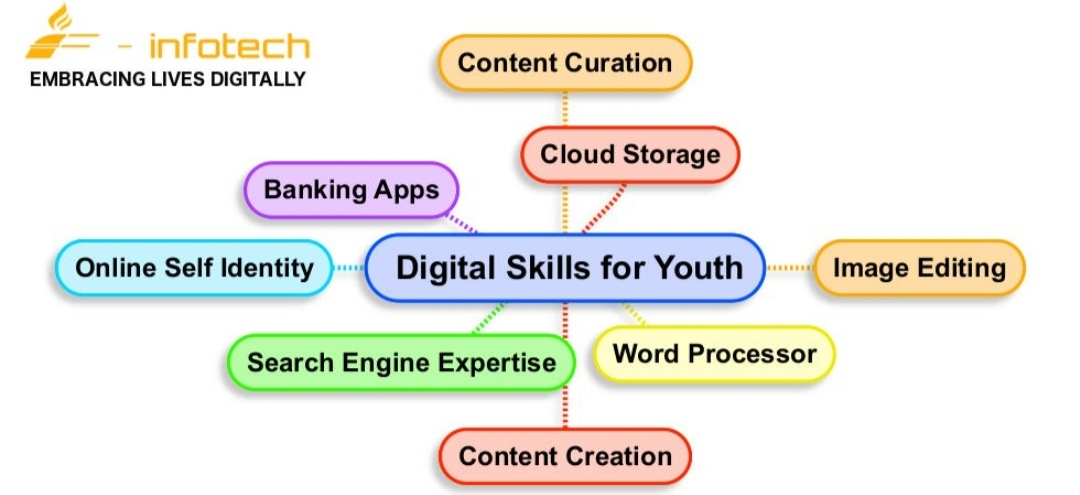 - infotech
EMBRACING LIVES DIGITALLY
Content Curation
Cloud Storage
Banking Apps
Online Self Identity
Digital Skills for Youth
Image Editing
Search Engine Expertise
Word Processor
Content Creation